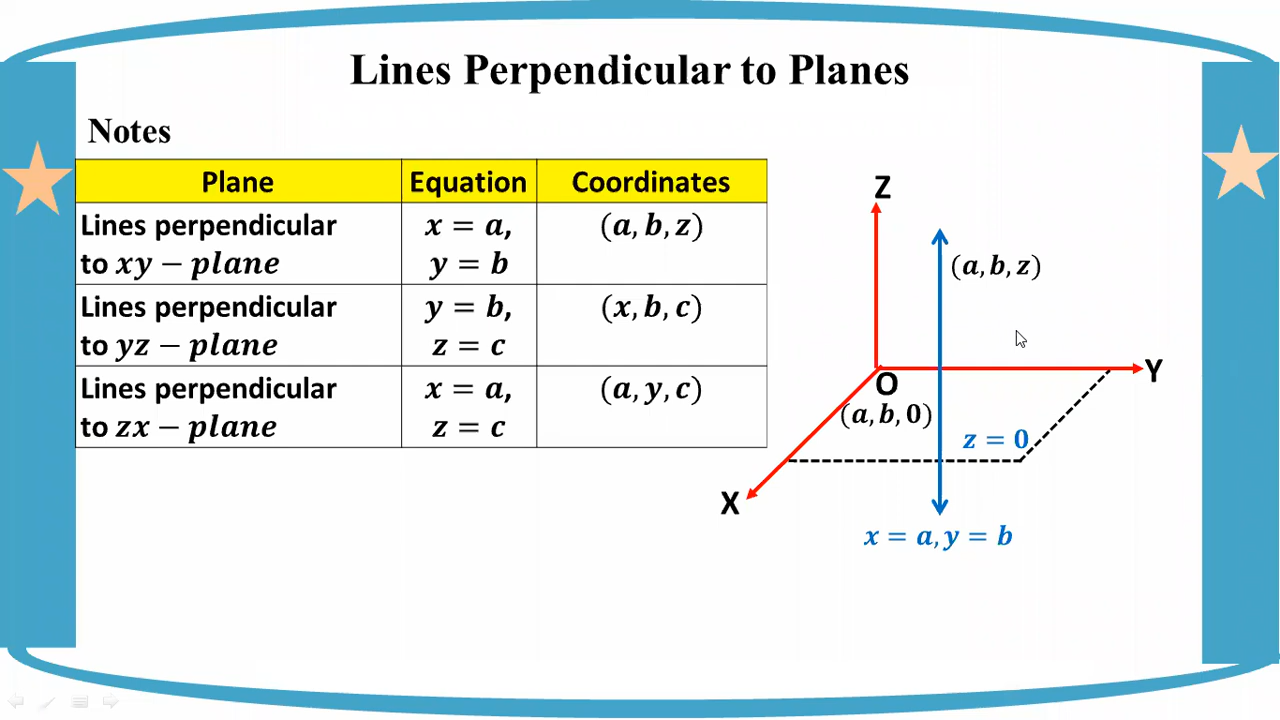 Lines Perpendicular to Planes
Notes
Plane Equation Coordinates
Lines perpendicular to xy − plane
x = a,
y = b
(a, b, z)
Lines perpendicular to yz − plane
y = b,
z = c
(x, b, c)
Lines perpendicular to zx − plane
x = a,
z = c
(a, y, c)
Z
(a, b, z)
Y
O
(a, b, 0)
z = 0
X
x = a, y = b